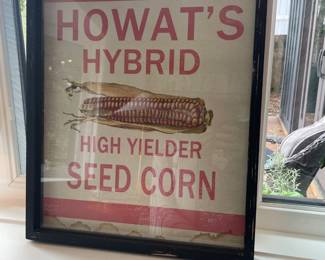 HOWAT'S
HYBRID
HIGH YIELDER
SEED CORN